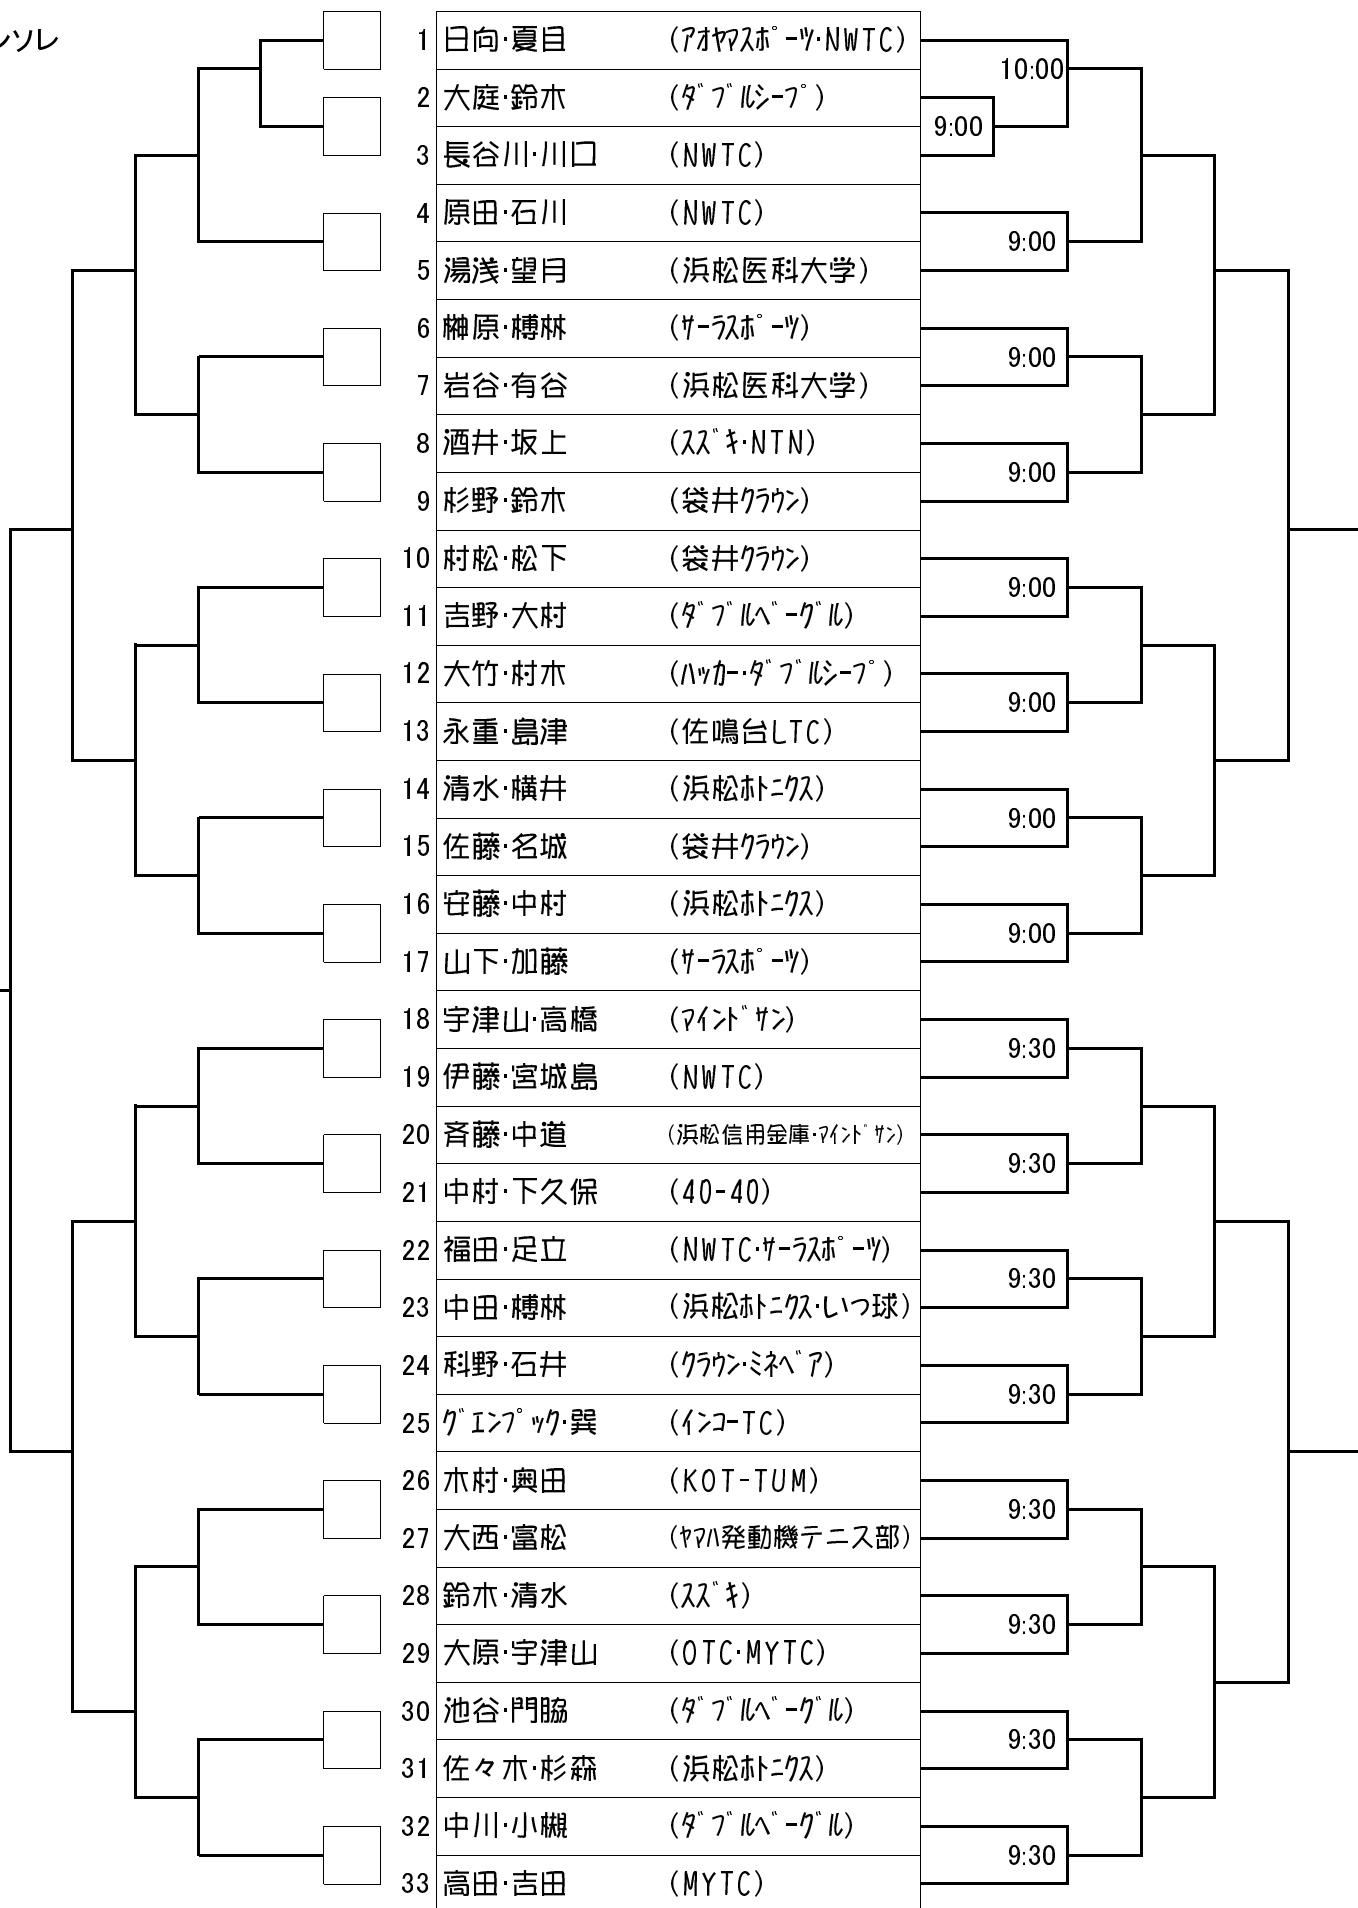 ンソレ
1 日向・夏目 (アオヤマスポーツ・NWTC)
10:00
2 大庭・鈴木 (ダブルシープ)
9:00
3 長谷川・川口 (NWTC)
4 原田・石川 (NWTC)
9:00
5 湯浅・望月 (浜松医科大学)
6 榊原・榑林 (サーラスポーツ)
9:00
7 岩谷・有谷 (浜松医科大学)
8 酒井・坂上 (スズキ・NTN)
9:00
9 杉野・鈴木 (袋井クラウン)
10 村松・松下 (袋井クラウン)
9:00
11 吉野・大村 (ダブルベーグル)
12 大竹・村木 (ハッカー・ダブルシープ)
9:00
13 永重・島津 (佐鳴台LTC)
14 清水・横井 (浜松ホトニクス)
9:00
15 佐藤・名城 (袋井クラウン)
16 安藤・中村 (浜松ホトニクス)
9:00
17 山下・加藤 (サーラスポーツ)
18 宇津山・高橋 (マインドサン)
9:30
19 伊藤・宮城島 (NWTC)
20 斉藤・中道 (浜松信用金庫・マインドサン)
9:30
21 中村・下久保 (40-40)
22 福田・足立 (NWTC・サーラスポーツ)
9:30
23 中田・榑林 (浜松ホトニクス・いつ球)
24 科野・石井 (クラウン・ミネベア)
9:30
25 グエンプック・巽 (インコーTC)
26 木村・奥田 (KOT-TUM)
9:30
27 大西・富松 (ヤマハ発動機テニス部)
28 鈴木・清水 (スズキ)
9:30
29 大原・宇津山 (OTC・MYTC)
30 池谷・門脇 (ダブルベーグル)
9:30
31 佐々木・杉森 (浜松ホトニクス)
32 中川・小槻 (ダブルベーグル)
9:30
33 高田・吉田 (MYTC)